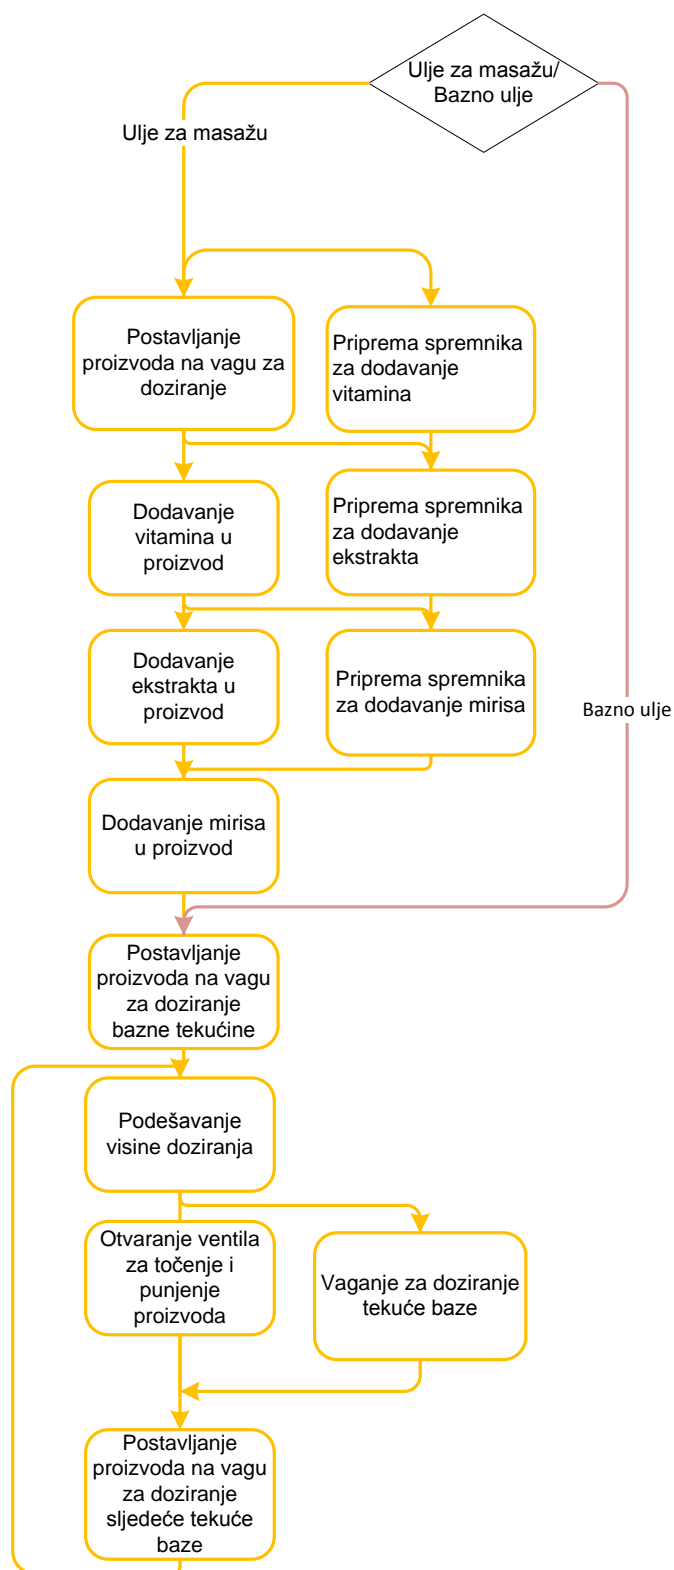 Ulje za masažu/
Bazno ulje
Ulje za masažu
Postavljanje
proizvoda na vagu za
doziranje
Priprema spremnika
za dodavanje
vitamina
Dodavanje
vitamina u
proizvod
Priprema spremnika
za dodavanje
ekstrakta
Dodavanje
ekstrakta u
proizvod
Priprema spremnika
za dodavanje mirisa
Bazno ulje
Dodavanje mirisa
u proizvod
Postavljanje
proizvoda na vagu
za doziranje
bazne tekućine
Podešavanje
visine doziranja
Otvaranje ventila
za točenje i
punjenje
proizvoda
Vaganje za doziranje
tekuće baze
Postavljanje
proizvoda na vagu
za doziranje
sljedeće tekuće
baze